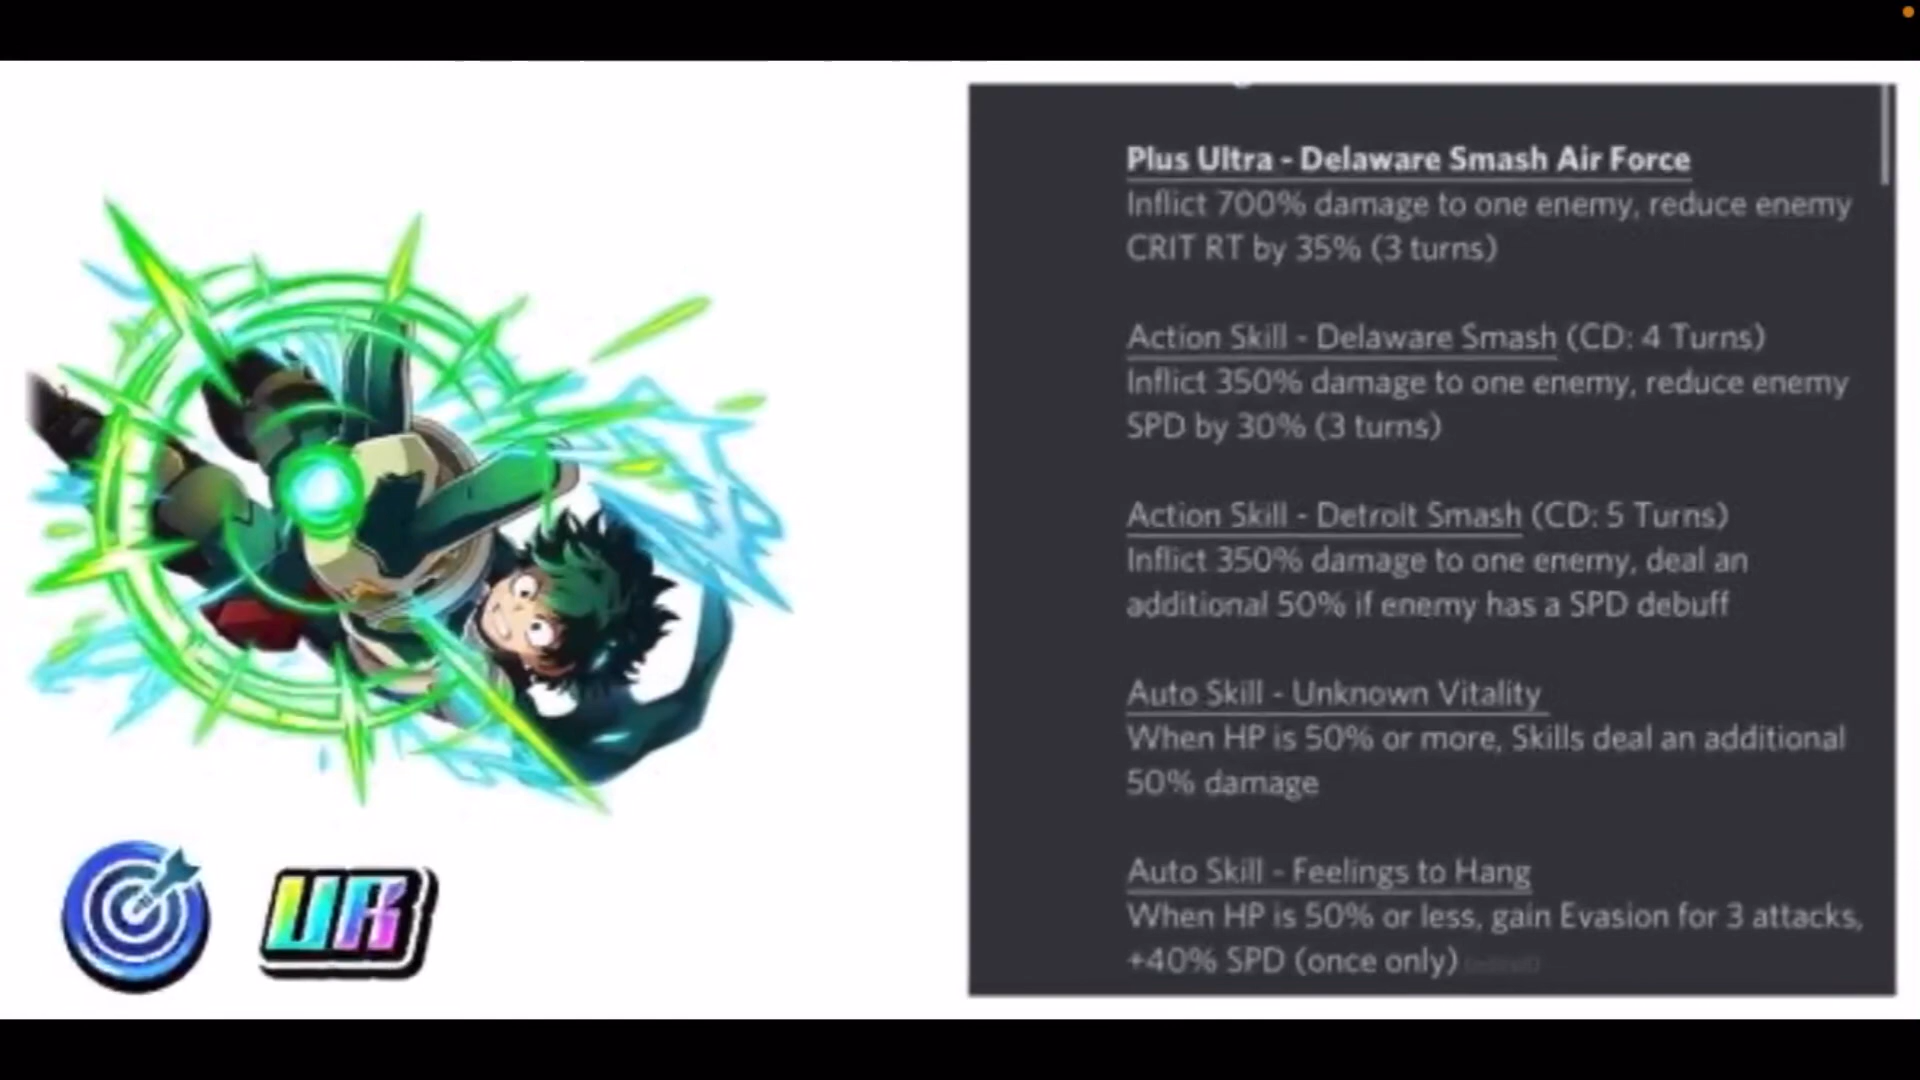 Plus Ultra - Delaware Smash Air Force
Inflict 700% damage to one enemy, reduce enemy
CRIT RT by 35% (3 turns)
Action Skill - Delaware Smash (CD: 4 Turns)
Inflict 350% damage to one enemy, reduce enemy
SPD by 30% (3 turns)
Action Skill - Detroit Smash (CD: 5 Turns)
Inflict 350% damage to one enemy, deal an
additional 50% if enemy has a SPD debuff
Auto Skill - Unknown Vitality
When HP is 50% or more, Skills deal an additional
50% damage
Auto Skill - Feelings to Hang
When HP is 50% or less, gain Evasion for 3 attacks,
+40% SPD (once only)
UR